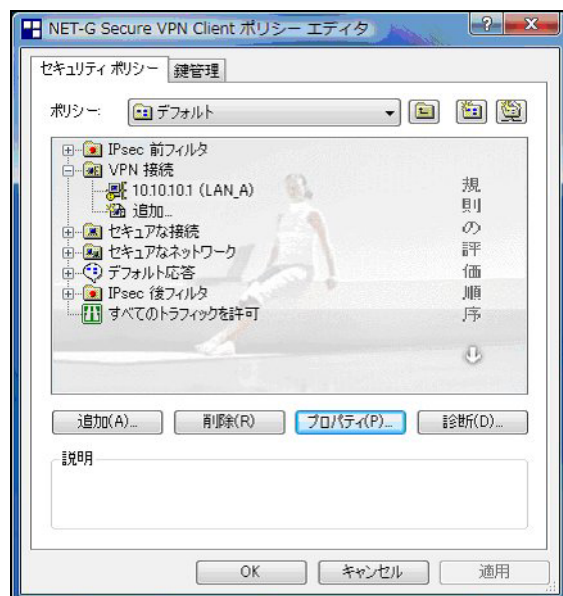 NET-G Secure VPN Client ポリシー エディタ
セキュリティ ポリシー
鍵管理
ポリシー:
デフォルト
IPsec 前フィルタ
VPN 接続
10.10.10.1 (LAN_A)
追加...
セキュアな接続
セキュアなネットワーク
デフォルト応答
IPsec 後フィルタ
すべてのトラフィックを許可
規則の評価順序
追加(A)...
削除(R)
プロパティ(P)...
診断(D)...
説明
OK
キャンセル
適用